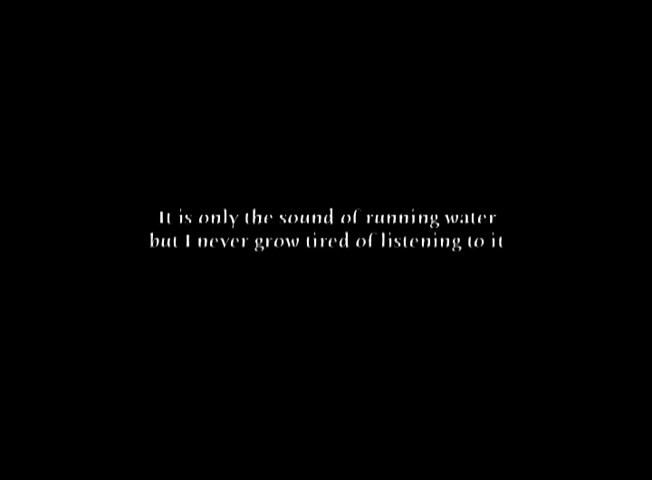 It is only the sound of running water
but I never grow tired of listening to it